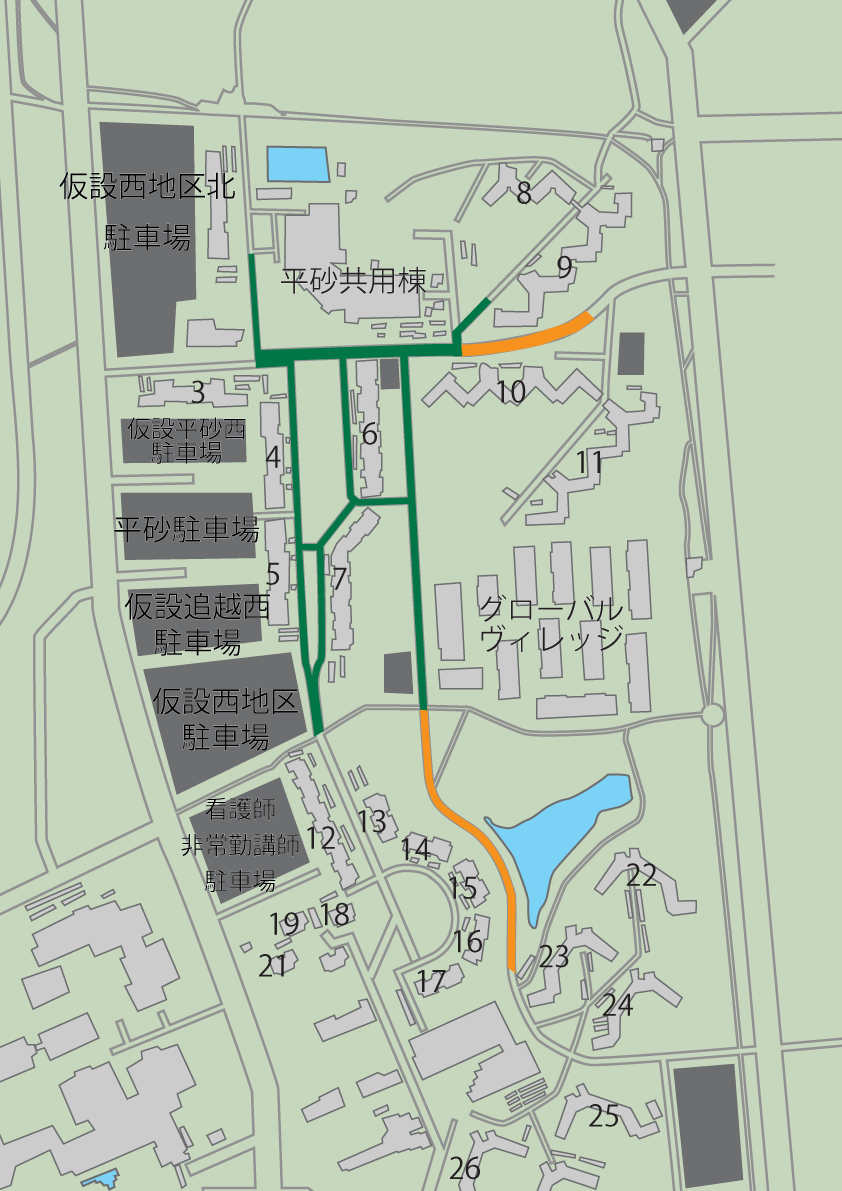 仮設西地区北
駐車場
8
9
平砂共用棟
3
10
仮設平砂西
駐車場
6
4
11
平砂駐車場
5
7
仮設追越西
駐車場
グローバル
ヴィレッジ
仮設西地区
駐車場
看護師
非常勤講師
駐車場
12
13
14
15
22
19
18
16
21
17
23
24
25
26